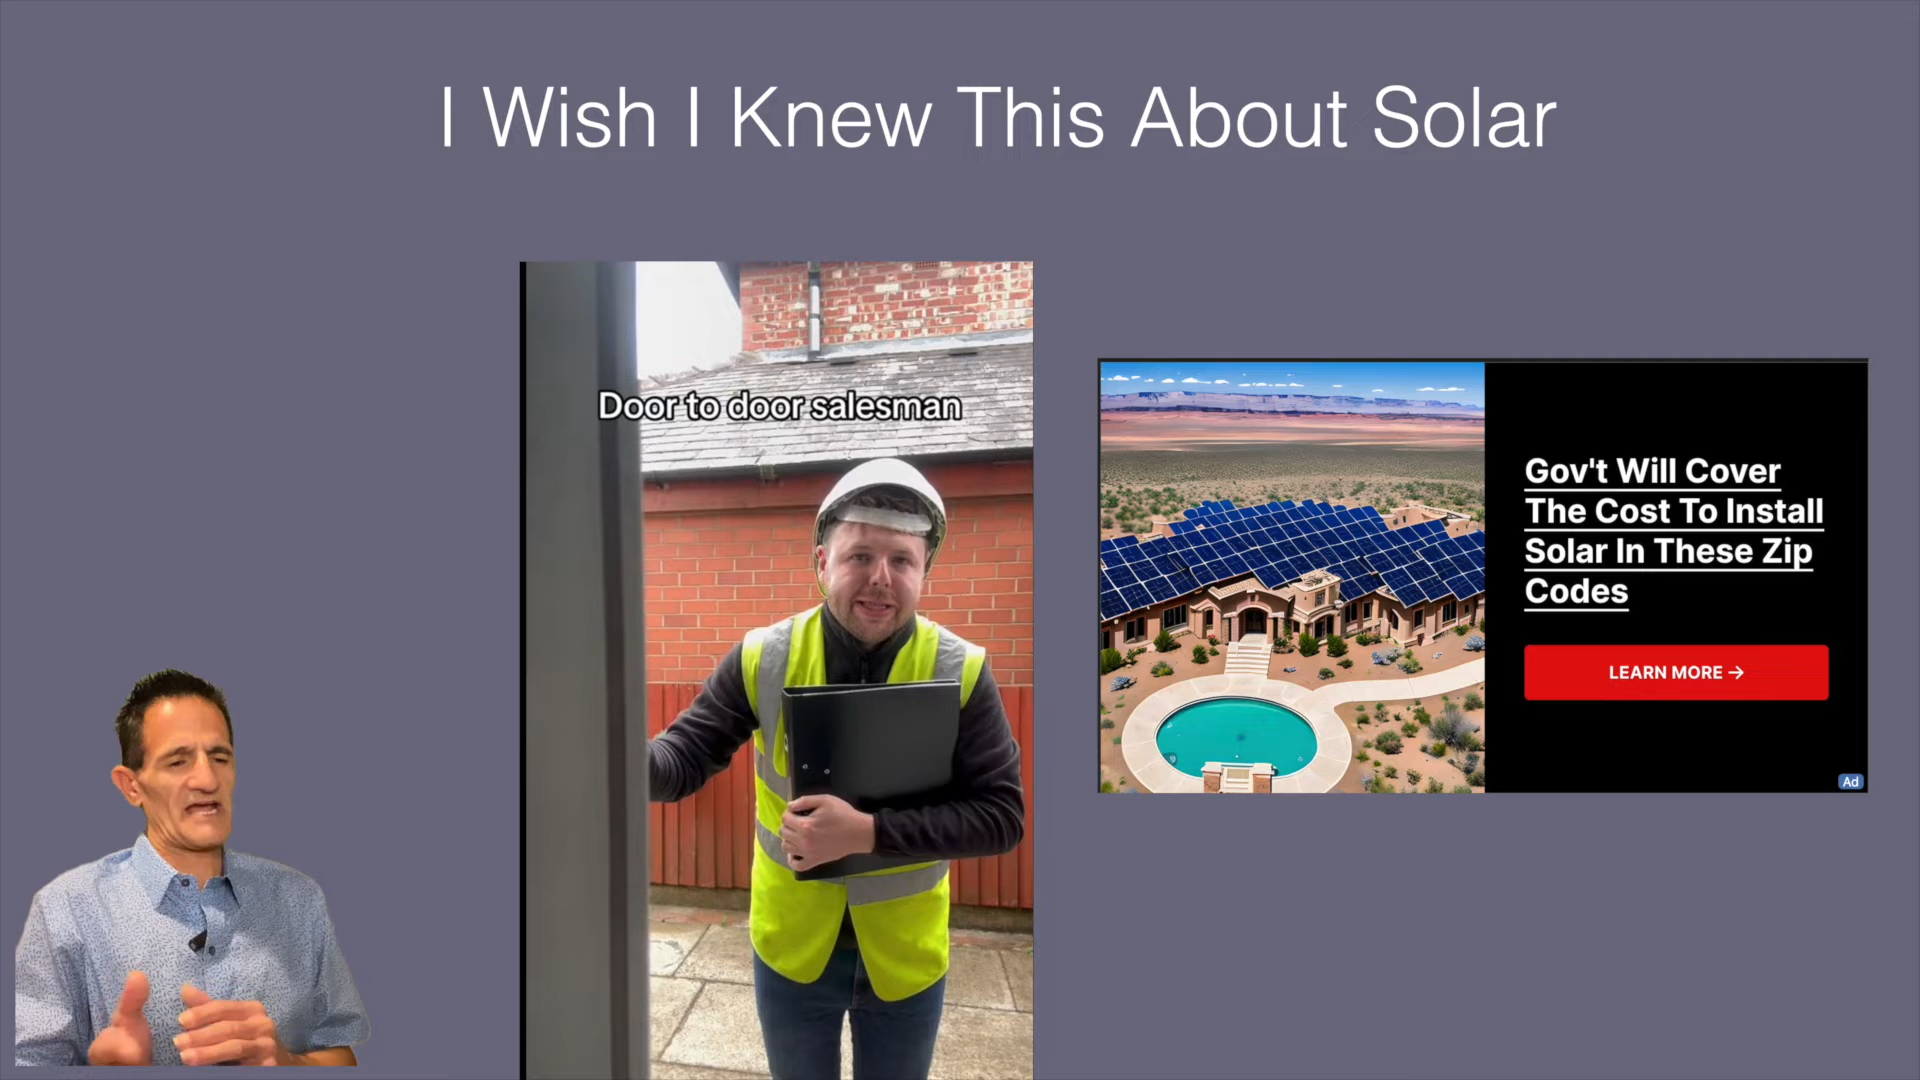 I Wish I Knew This About Solar
Door to door salesman
Gov't Will Cover
The Cost To Install
Solar In These Zip
Codes
LEARN MORE →
Ad